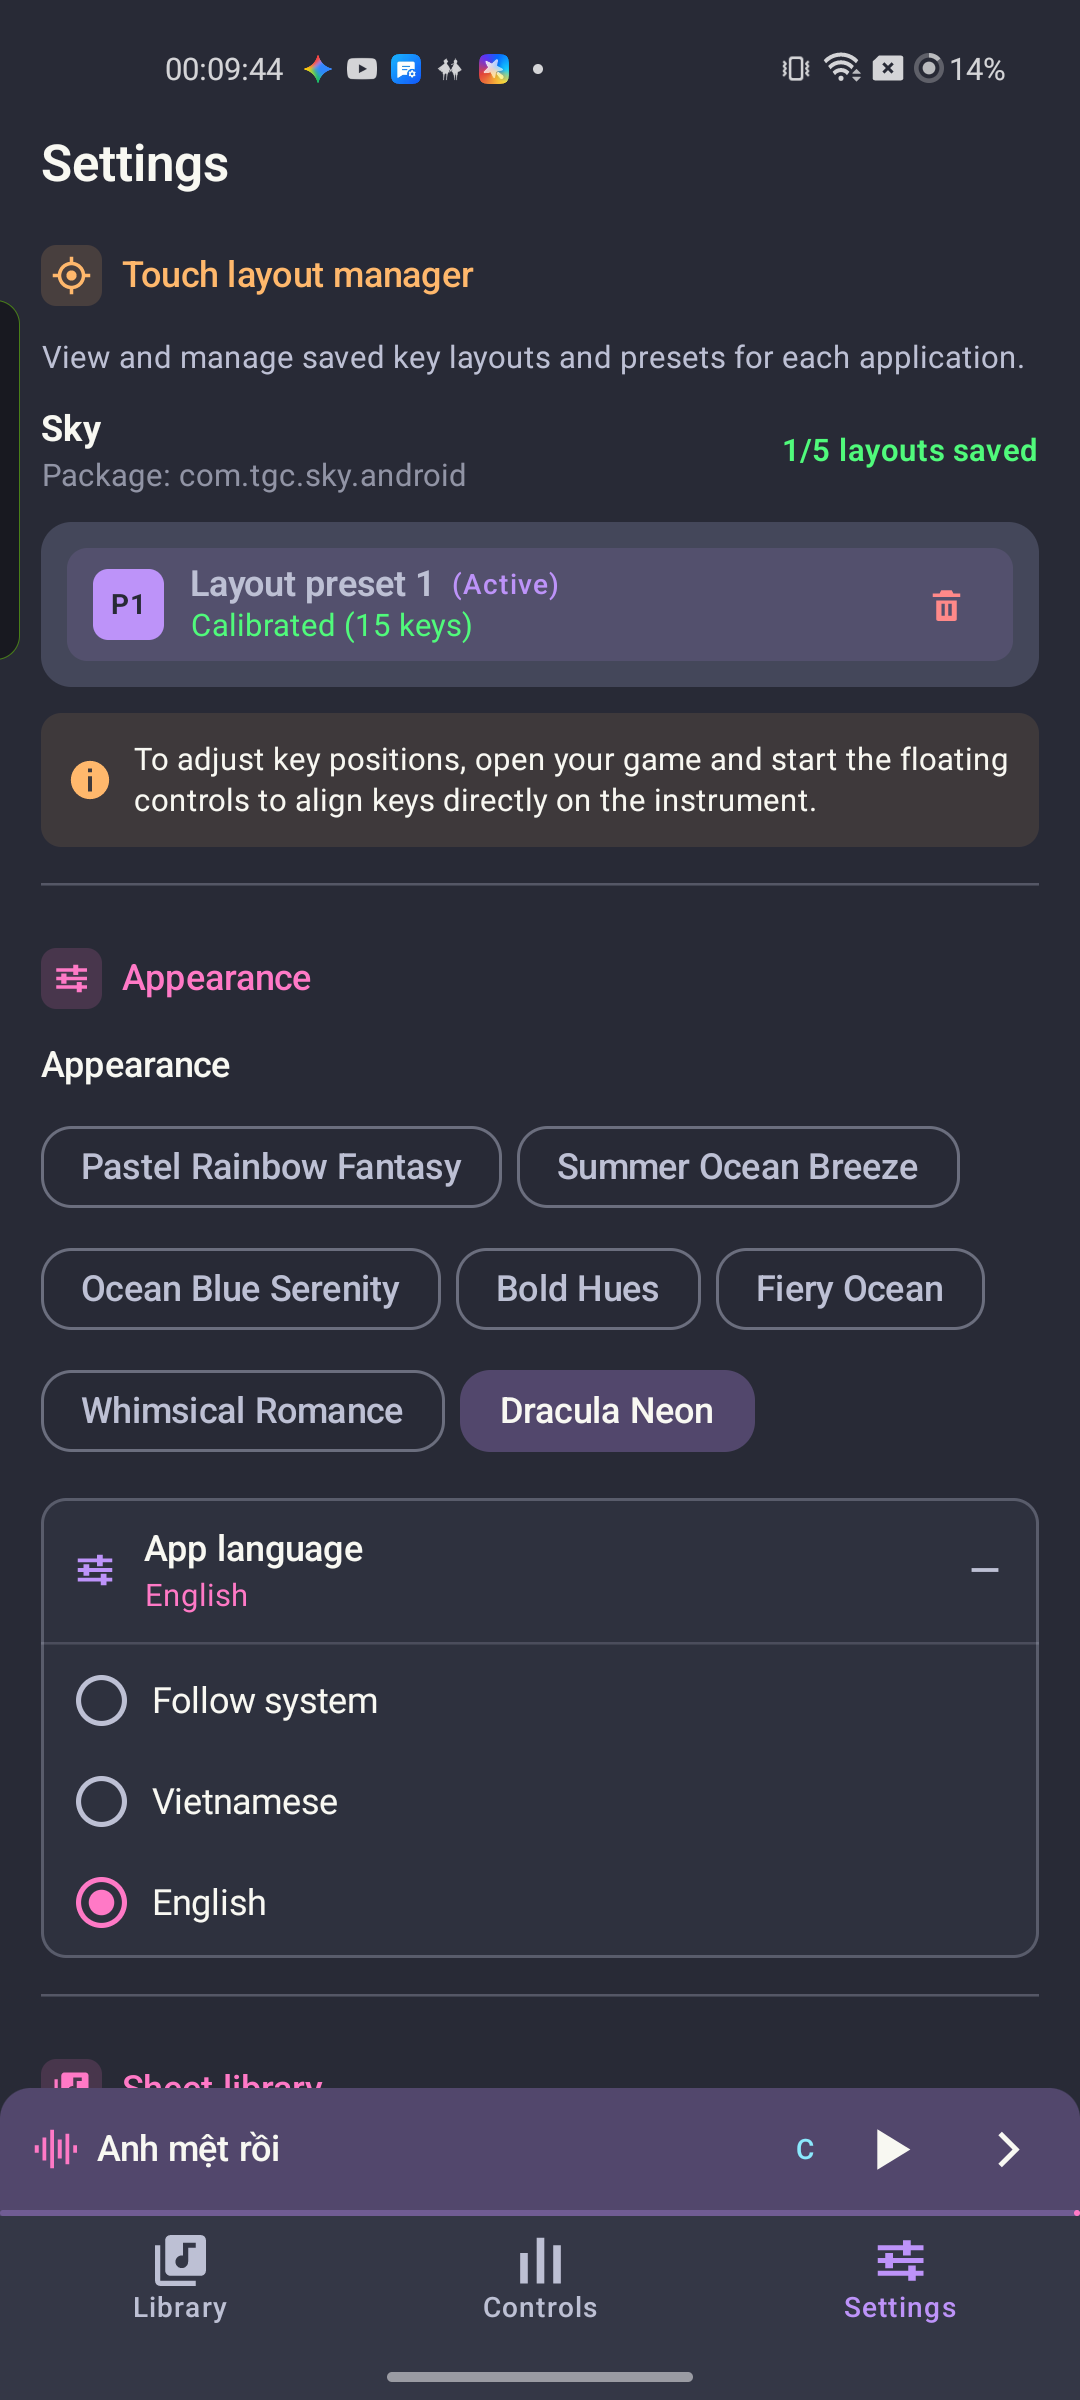 00:09:44
14%
Settings
Touch layout manager
View and manage saved key layouts and presets for each application.
Sky
1/5 layouts saved
Package: com.tgc.sky.android
P1
Layout preset 1 (Active)
Calibrated (15 keys)
To adjust key positions, open your game and start the floating
controls to align keys directly on the instrument.
Appearance
Appearance
Pastel Rainbow Fantasy
Summer Ocean Breeze
Ocean Blue Serenity
Bold Hues
Fiery Ocean
Whimsical Romance
Dracula Neon
App language
English
Follow system
Vietnamese
English
Sheet library
Anh mệt rồi
C
Library
Controls
Settings